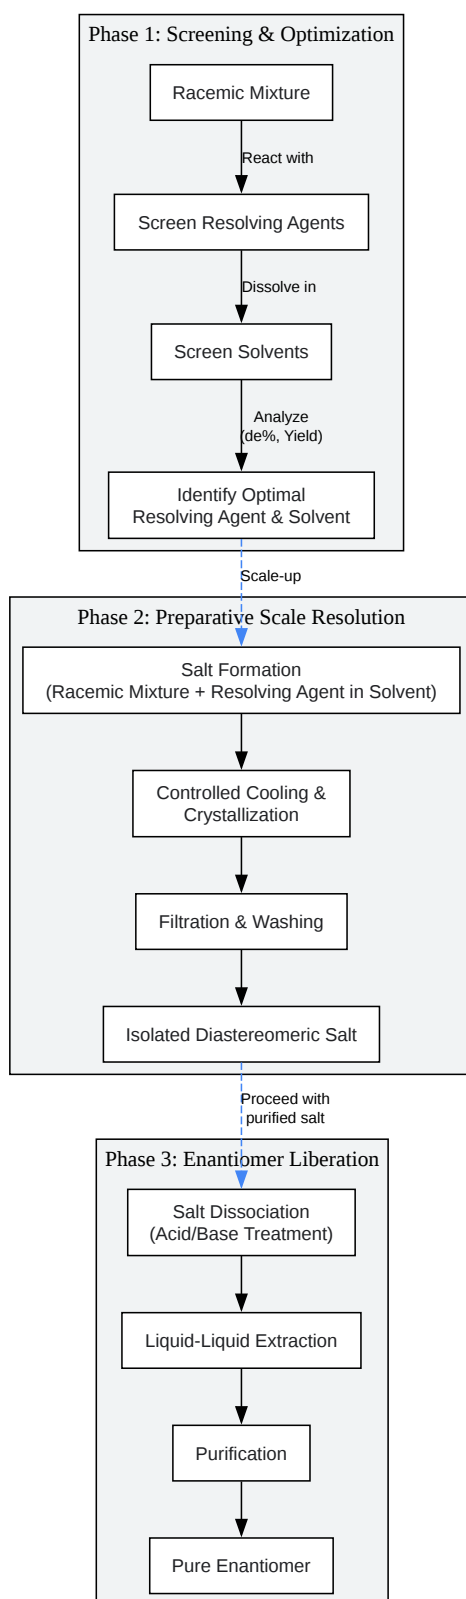 Phase 1: Screening & Optimization
Racemic Mixture
React with
Screen Resolving Agents
Dissolve in
Screen Solvents
Analyze
(de%, Yield)
Identify Optimal
Resolving Agent & Solvent
Scale-up
Phase 2: Preparative Scale Resolution
Salt Formation
(Racemic Mixture + Resolving Agent in Solvent)
Controlled Cooling &
Crystallization
Filtration & Washing
Isolated Diastereomeric Salt
Proceed with
purified salt
Phase 3: Enantiomer Liberation
Salt Dissociation
(Acid/Base Treatment)
Liquid-Liquid Extraction
Purification
Pure Enantiomer